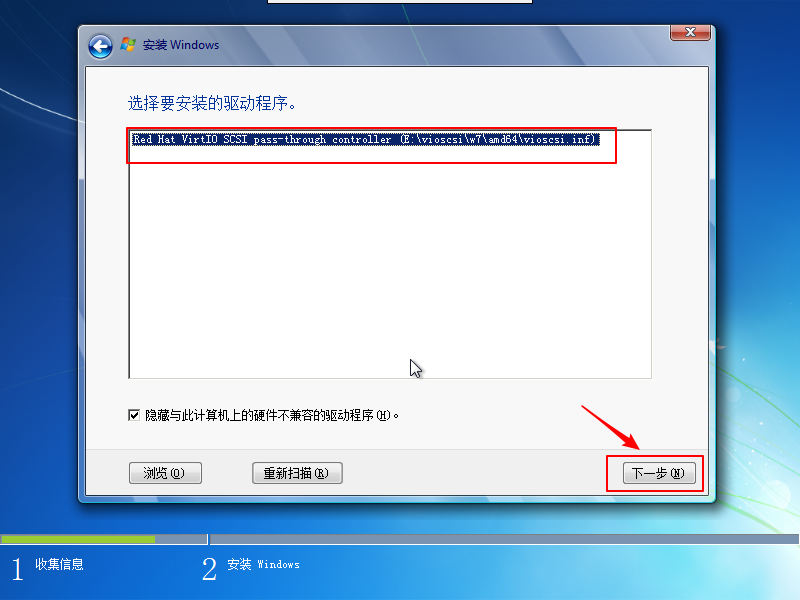 安装 Windows
选择要安装的驱动程序。
Red Hat VirtIO SCSI pass-through controller (E:\vioscsi\w7\amd64\vioscsi.inf)
隐藏与此计算机上的硬件不兼容的驱动程序(H)。
浏览(O) 重新扫描(R) 下一步(N)
1 收集信息 2 安装 Windows